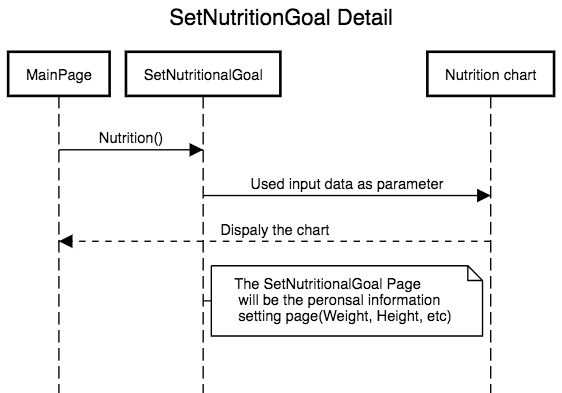 SetNutritionGoal Detail
MainPage
SetNutritionalGoal
Nutrition chart
Nutrition()
Used input data as parameter
Dispaly the chart
The SetNutritionalGoal Page
will be the peronsal information
setting page(Weight, Height, etc)